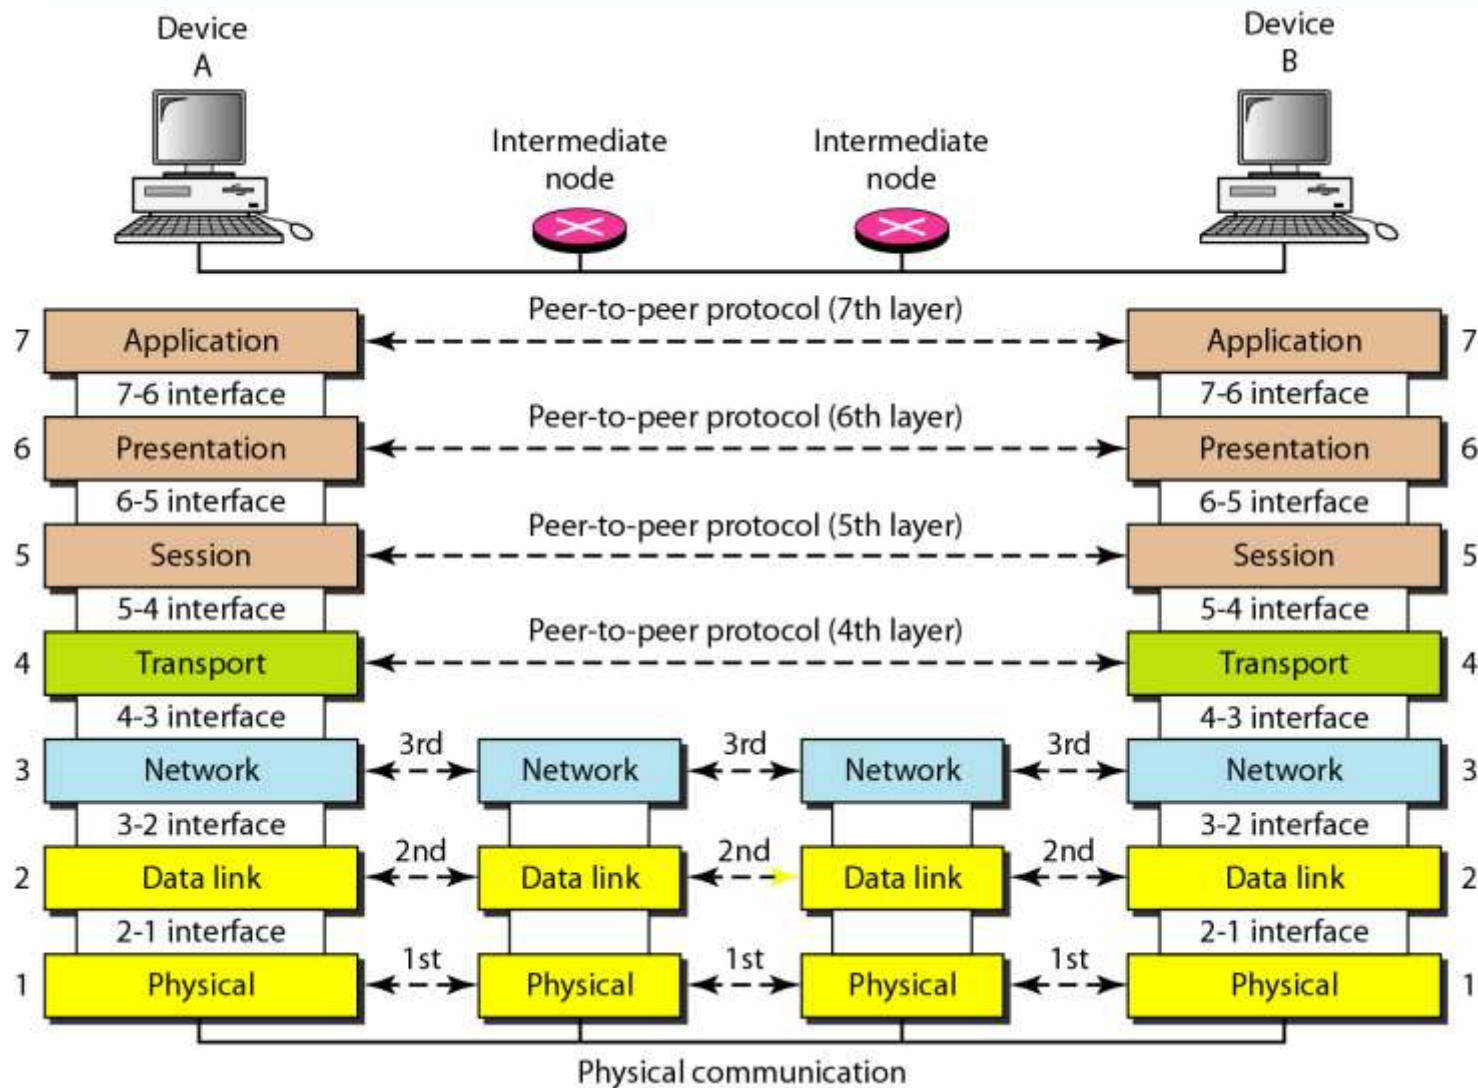 Device
A
Device
B
Intermediate
node
Intermediate
node
Peer-to-peer protocol (7th layer)
7 Application Application 7
7-6 interface 7-6 interface
Peer-to-peer protocol (6th layer)
6 Presentation Presentation 6
6-5 interface 6-5 interface
Peer-to-peer protocol (5th layer)
5 Session Session 5
5-4 interface 5-4 interface
Peer-to-peer protocol (4th layer)
4 Transport Transport 4
4-3 interface 4-3 interface
3rd 3rd 3rd
3 Network Network Network Network 3
3-2 interface 3-2 interface
2nd 2nd 2nd
2 Data link Data link Data link Data link 2
2-1 interface 2-1 interface
1st 1st 1st
1 Physical Physical Physical Physical 1
Physical communication